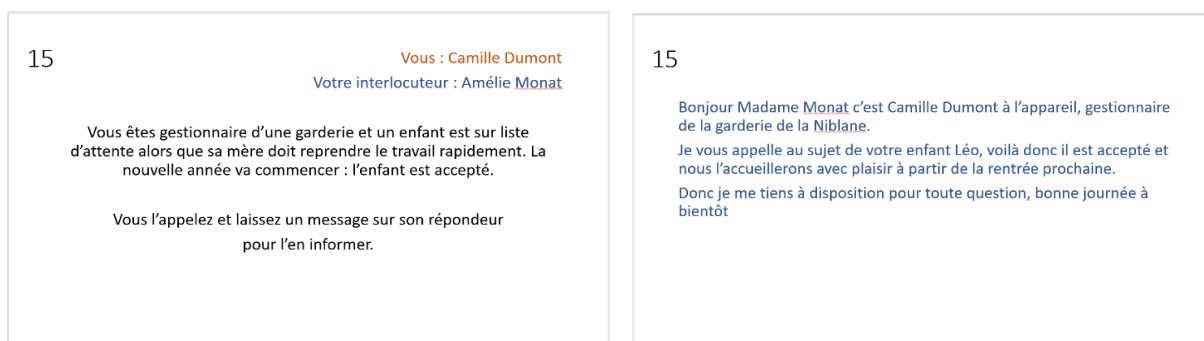 15
Vous : Camille Dumont
Votre interlocuteur : Amélie Monat
Vous êtes gestionnaire d’une garderie et un enfant est sur liste
d’attente alors que sa mère doit reprendre le travail rapidement. La
nouvelle année va commencer : l’enfant est accepté.
Vous l’appelez et laissez un message sur son répondeur
pour l’en informer.
15
Bonjour Madame Monat c’est Camille Dumont à l’appareil, gestionnaire
de la garderie de la Niblane.
Je vous appelle au sujet de votre enfant Léo, voilà donc il est accepté et
nous l’accueillerons avec plaisir à partir de la rentrée prochaine.
Donc je me tiens à disposition pour toute question, bonne journée à
bientôt